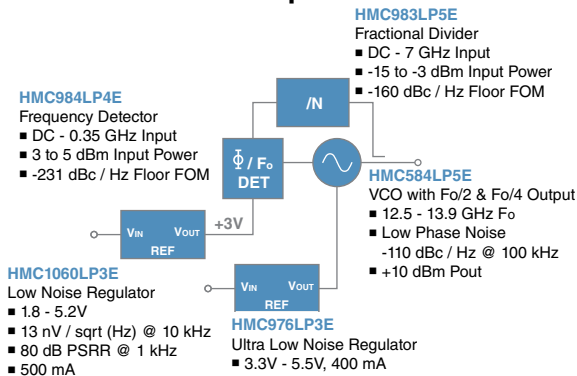 HMC983LP5E
Fractional Divider
■ DC - 7 GHz Input
■ -15 to -3 dBm Input Power
■ -160 dBc / Hz Floor FOM
/N
HMC984LP4E
Frequency Detector
■ DC - 0.35 GHz Input
■ 3 to 5 dBm Input Power
■ -231 dBc / Hz Floor FOM
Φ / Fo
DET
HMC584LP5E
VCO with Fo/2 & Fo/4 Output
■ 12.5 - 13.9 GHz Fo
■ Low Phase Noise
-110 dBc / Hz @ 100 kHz
■ +10 dBm Pout
VIN VOUT
REF
+3V
HMC1060LP3E
Low Noise Regulator
■ 1.8 - 5.2V
■ 13 nV / sqrt (Hz) @ 10 kHz
■ 80 dB PSRR @ 1 kHz
■ 500 mA
VIN VOUT
REF
HMC976LP3E
Ultra Low Noise Regulator
■ 3.3V - 5.5V, 400 mA